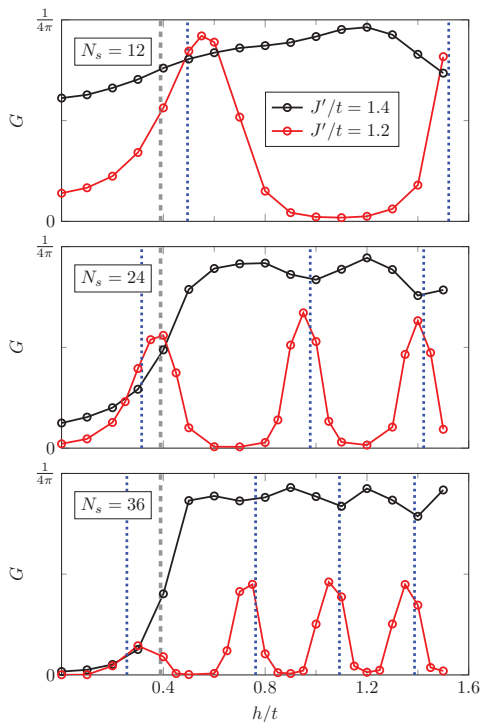 1
4π
N_s = 12
J′/t = 1.4
J′/t = 1.2
G
0
1
4π
N_s = 24
G
0
1
4π
N_s = 36
G
0
0.4
0.8
1.2
1.6
h/t